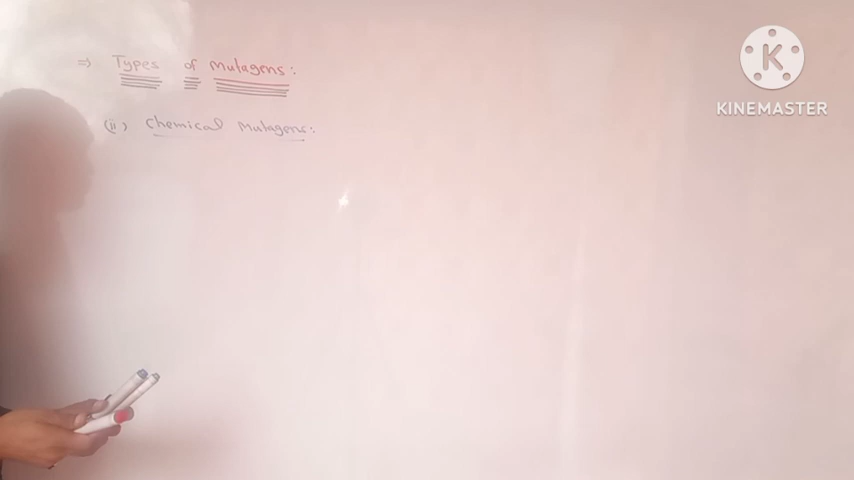 ⇒ Types of Mutagens:
(ii) Chemical Mutagens:
K
KINEMASTER